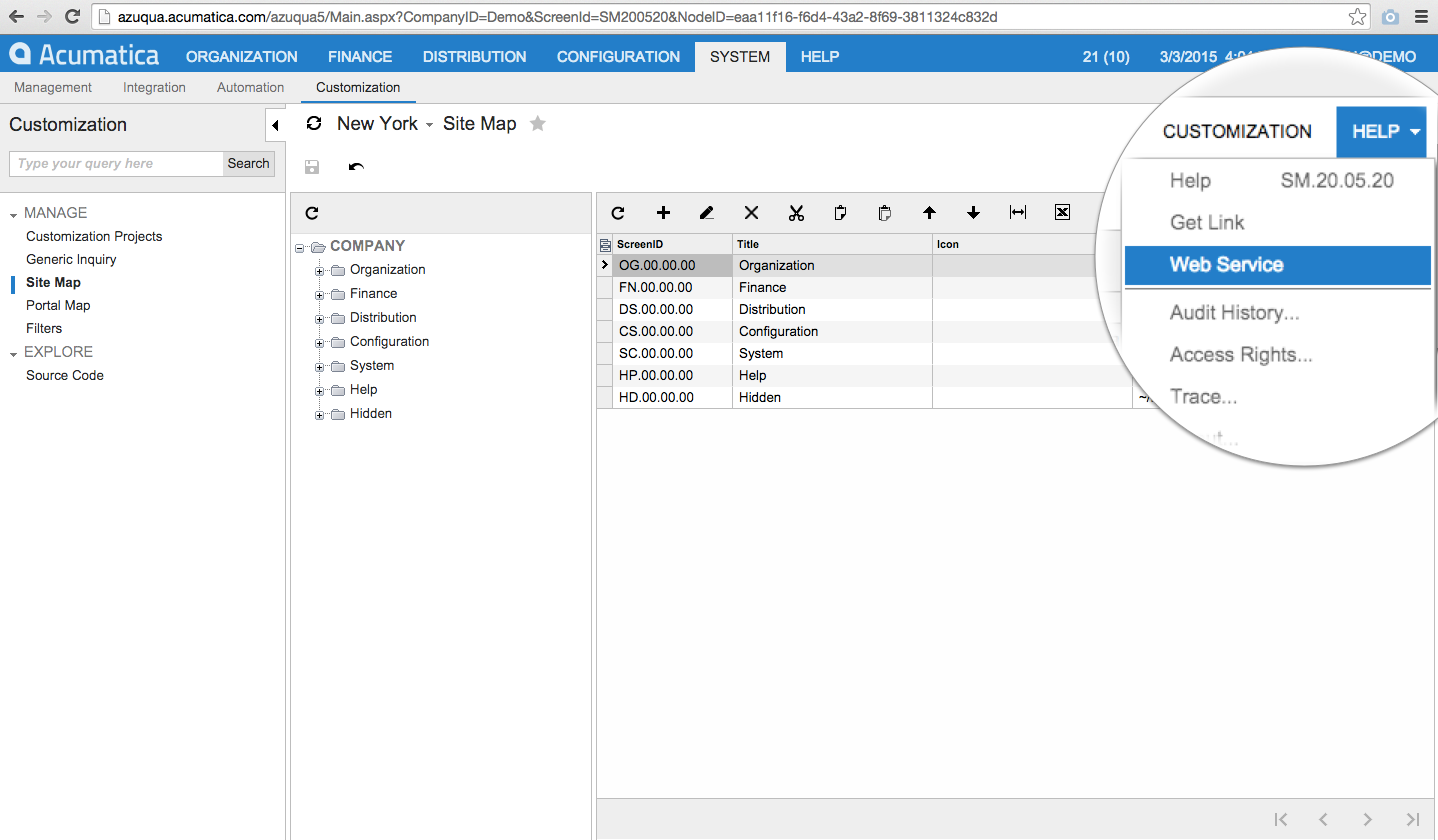 azuqua.acumatica.com/azuqua5/Main.aspx?CompanyID=Demo&ScreenId=SM200520&NodeID=eaa11f16-f6d4-43a2-8f69-3811324c832d
Acumatica ORGANIZATION FINANCE DISTRIBUTION CONFIGURATION SYSTEM HELP 21 (10) 3/3/2015 @DEMO
Management Integration Automation Customization
Customization
New York Site Map
CUSTOMIZATION HELP
Type your query here Search
Help SM.20.05.20
Get Link
Web Service
Audit History...
Access Rights...
Trace...
MANAGE
Customization Projects
Generic Inquiry
Site Map
Portal Map
Filters
EXPLORE
Source Code
COMPANY
Organization
Finance
Distribution
Configuration
System
Help
Hidden
ScreenID Title Icon
OG.00.00.00 Organization
FN.00.00.00 Finance
DS.00.00.00 Distribution
CS.00.00.00 Configuration
SC.00.00.00 System
HP.00.00.00 Help
HD.00.00.00 Hidden